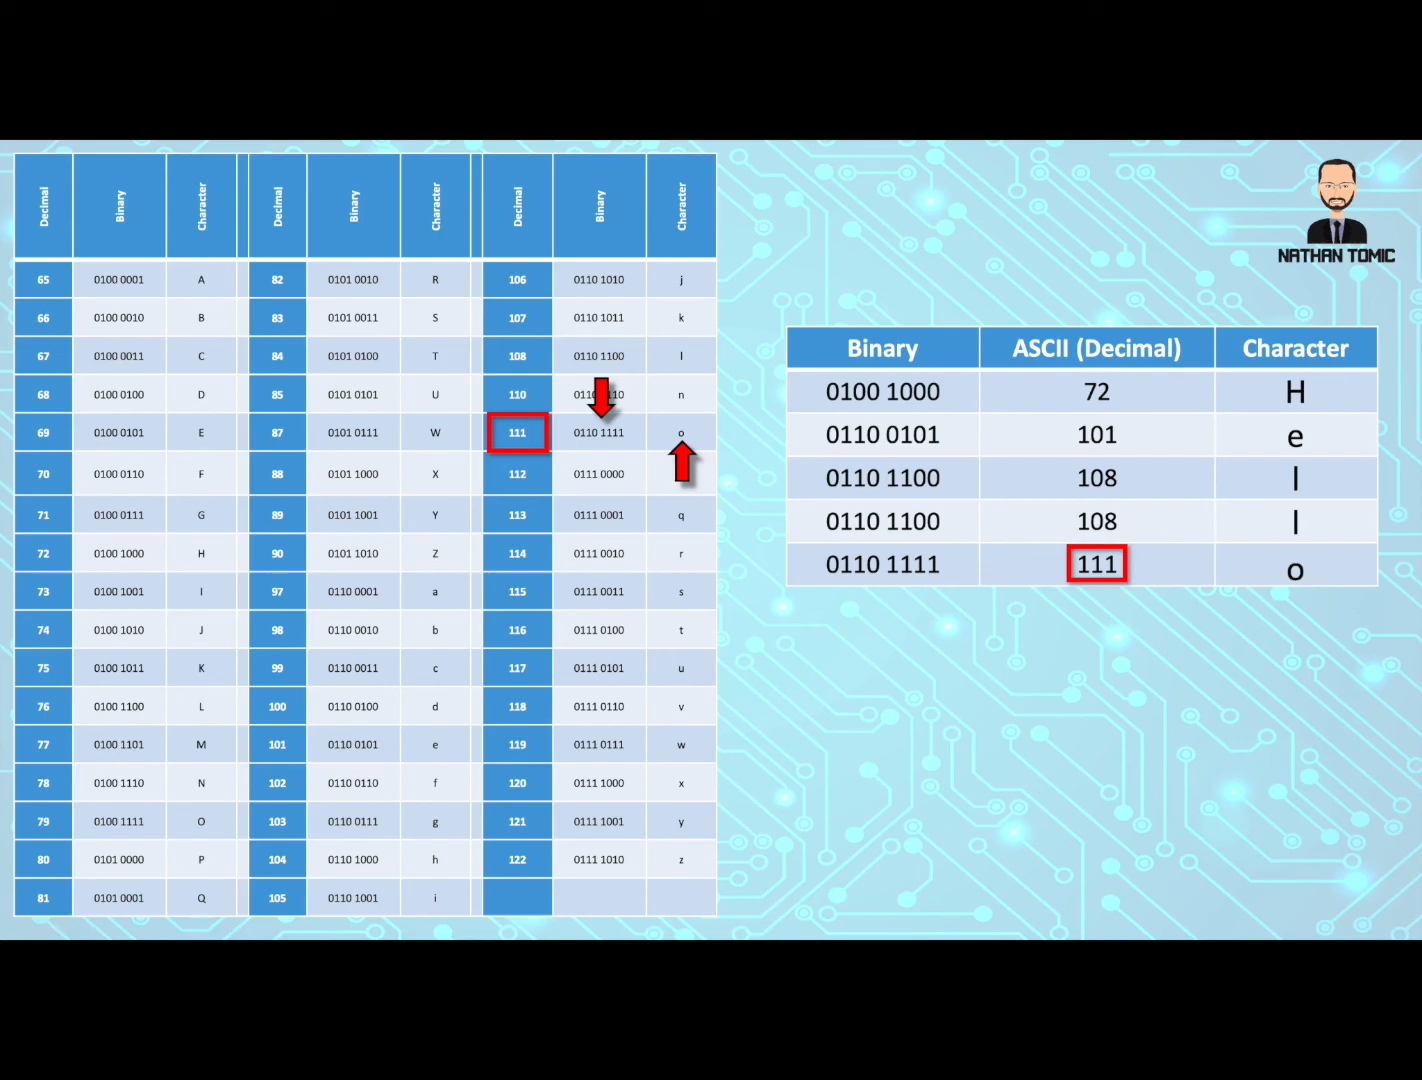 Decimal Binary Character Decimal Binary Character Decimal Binary Character
65 0100 0001 A 82 0101 0010 R 106 0110 1010 j
66 0100 0010 B 83 0101 0011 S 107 0110 1011 k
67 0100 0011 C 84 0101 0100 T 108 0110 1100 l
68 0100 0100 D 85 0101 0101 U 110 n
69 0100 0101 E 87 0101 0111 W 111 0110 1111 o
70 0100 0110 F 88 0101 1000 X 112 0111 0000
71 0100 0111 G 89 0101 1001 Y 113 0111 0001 q
72 0100 1000 H 90 0101 1010 Z 114 0111 0010 r
73 0100 1001 I 97 0110 0001 a 115 0111 0011 s
74 0100 1010 J 98 0110 0010 b 116 0111 0100 t
75 0100 1011 K 99 0110 0011 c 117 0111 0101 u
76 0100 1100 L 100 0110 0100 d 118 0111 0110 v
77 0100 1101 M 101 0110 0101 e 119 0111 0111 w
78 0100 1110 N 102 0110 0110 f 120 0111 1000 x
79 0100 1111 O 103 0110 0111 g 121 0111 1001 y
80 0101 0000 P 104 0110 1000 h 122 0111 1010 z
81 0101 0001 Q 105 0110 1001 i
NATHAN TOMIC
Binary ASCII (Decimal) Character
0100 1000 72 H
0110 0101 101 e
0110 1100 108 l
0110 1100 108 l
0110 1111 111 o